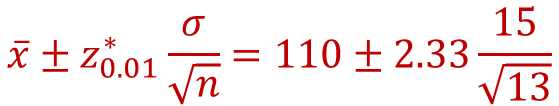 x̄ ± z*₀.₀₁ σ/√n = 110 ± 2.33 15/√13